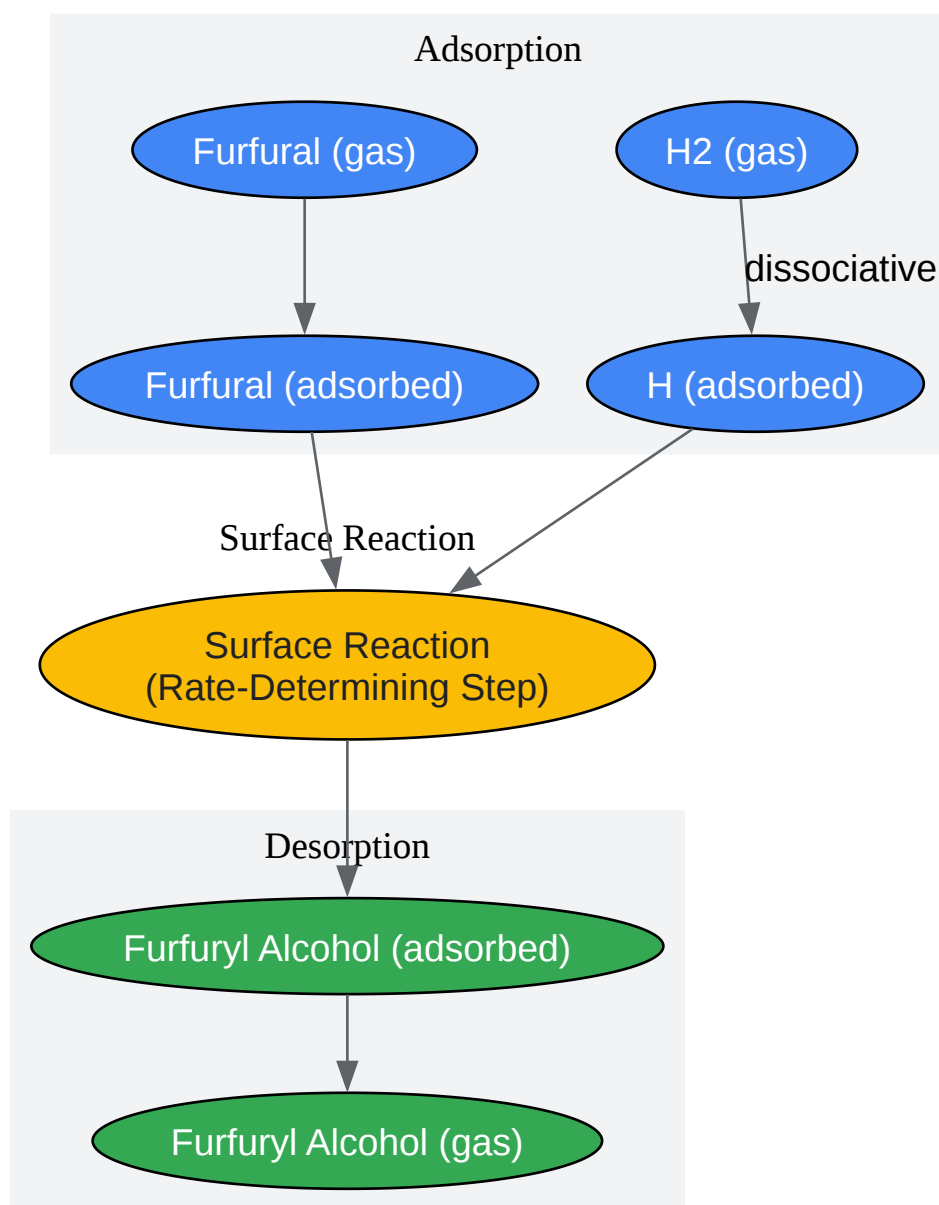 Adsorption
Furfural (gas)
H2 (gas)
dissociative
Furfural (adsorbed)
H (adsorbed)
Surface Reaction
Surface Reaction
(Rate-Determining Step)
Desorption
Furfuryl Alcohol (adsorbed)
Furfuryl Alcohol (gas)